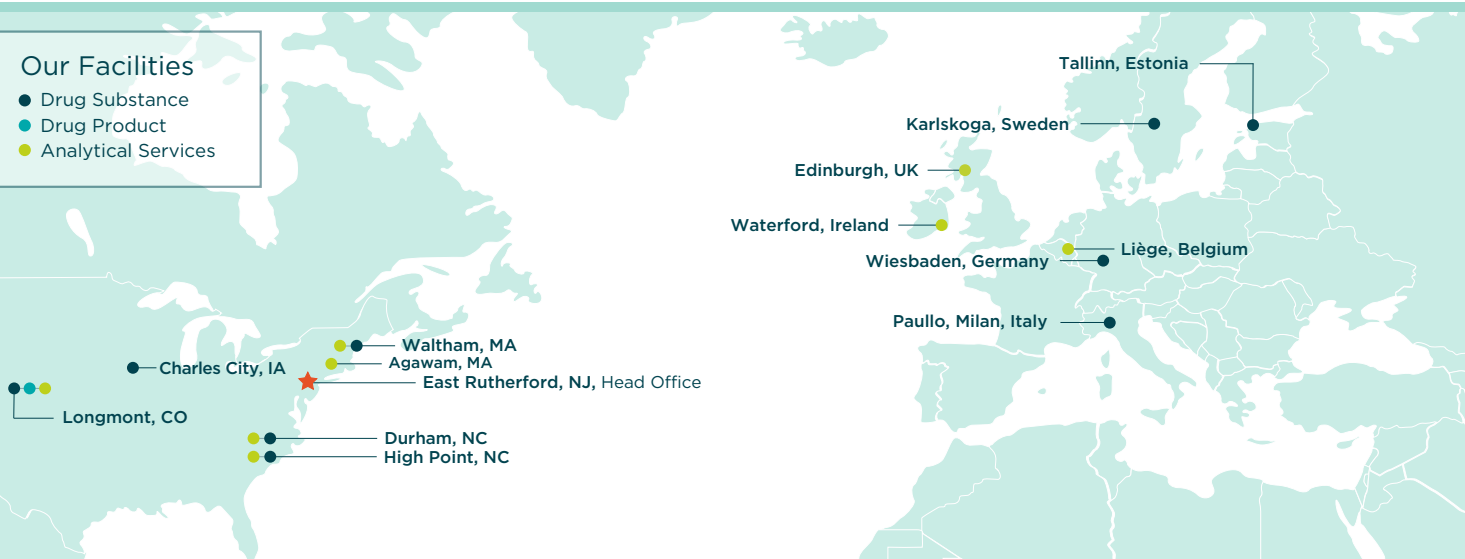 Our Facilities
Drug Substance
Drug Product
Analytical Services
Tallinn, Estonia
Karlskoga, Sweden
Edinburgh, UK
Waterford, Ireland
Liège, Belgium
Wiesbaden, Germany
Paullo, Milan, Italy
Waltham, MA
Agawam, MA
Charles City, IA
East Rutherford, NJ, Head Office
Longmont, CO
Durham, NC
High Point, NC